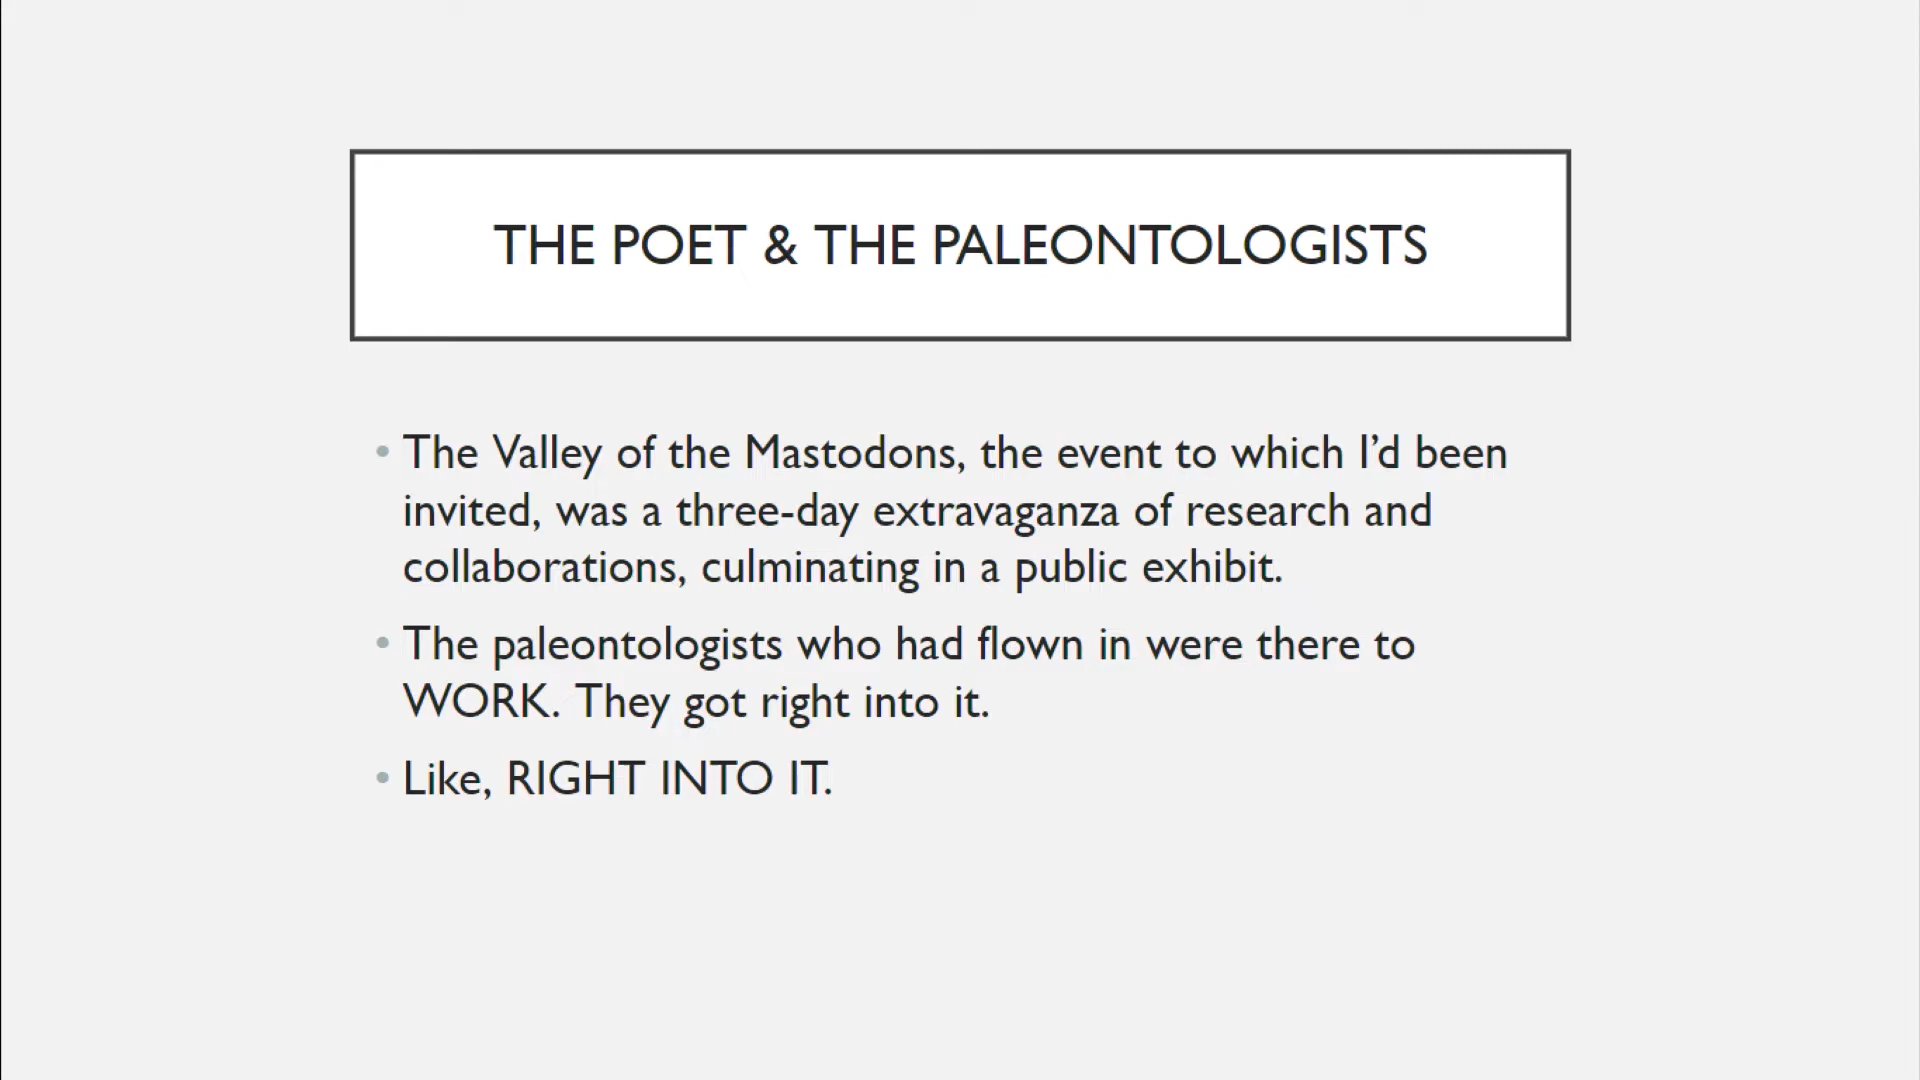 THE POET & THE PALEONTOLOGISTS
• The Valley of the Mastodons, the event to which I’d been
invited, was a three-day extravaganza of research and
collaborations, culminating in a public exhibit.
• The paleontologists who had flown in were there to
WORK. They got right into it.
• Like, RIGHT INTO IT.